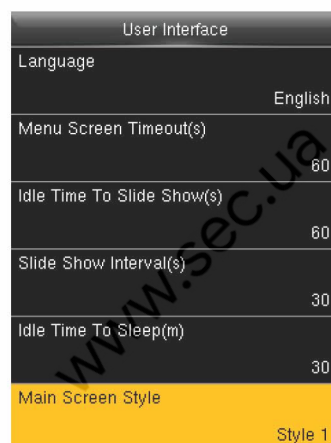 User Interface
Language
English
Menu Screen Timeout(s)
60
Idle Time To Slide Show(s)
60
Slide Show Interval(s)
30
Idle Time To Sleep(m)
30
Main Screen Style
Style 1
www.sec.ua